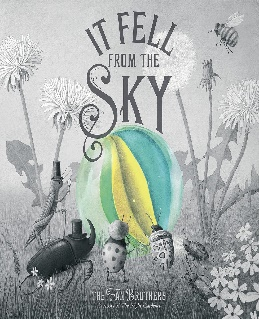 IT FELL
FROM THE
SKY
THE FAN BROTHERS